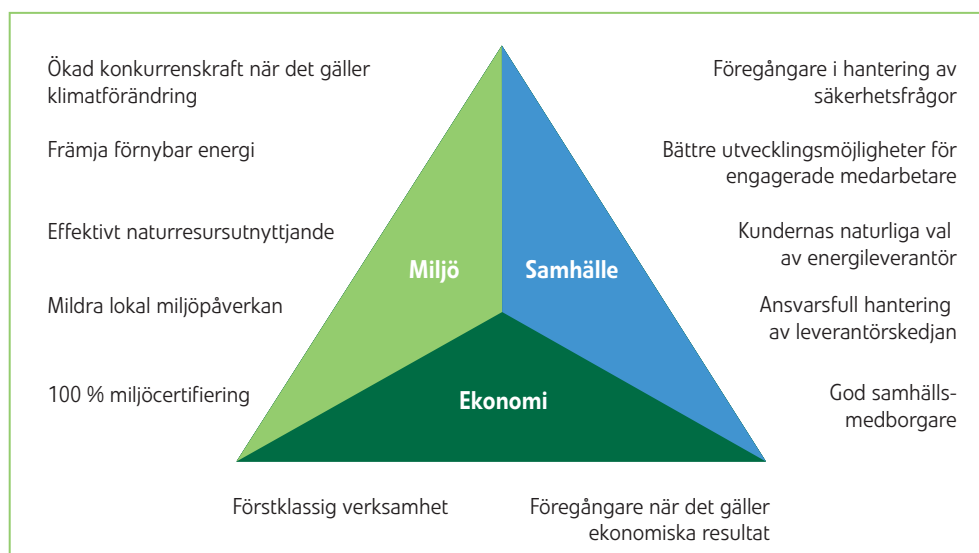 Ökad konkurrenskraft när det gäller
klimatförändring
Främja förnybar energi
Effektivt naturresursutnyttjande
Mildra lokal miljöpåverkan
100 % miljöcertifiering
Miljö
Samhälle
Ekonomi
Föregångare i hantering av
säkerhetsfrågor
Bättre utvecklingsmöjligheter för
engagerade medarbetare
Kundernas naturliga val
av energileverantör
Ansvarsfull hantering
av leverantörskedjan
God samhälls-
medborgare
Förstklassig verksamhet
Föregångare när det gäller
ekonomiska resultat